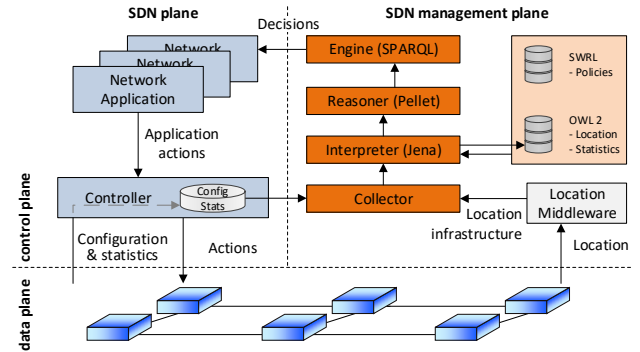 SDN plane
SDN management plane
Decisions
Network
Network
Network
Application
Engine (SPARQL)
SWRL
- Policies
Reasoner (Pellet)
Application
actions
Interpreter (Jena)
OWL 2
- Location
- Statistics
Controller
Config
Stats
Collector
Location
Middleware
Location
infrastructure
Configuration
& statistics
Actions
Location
control plane
data plane